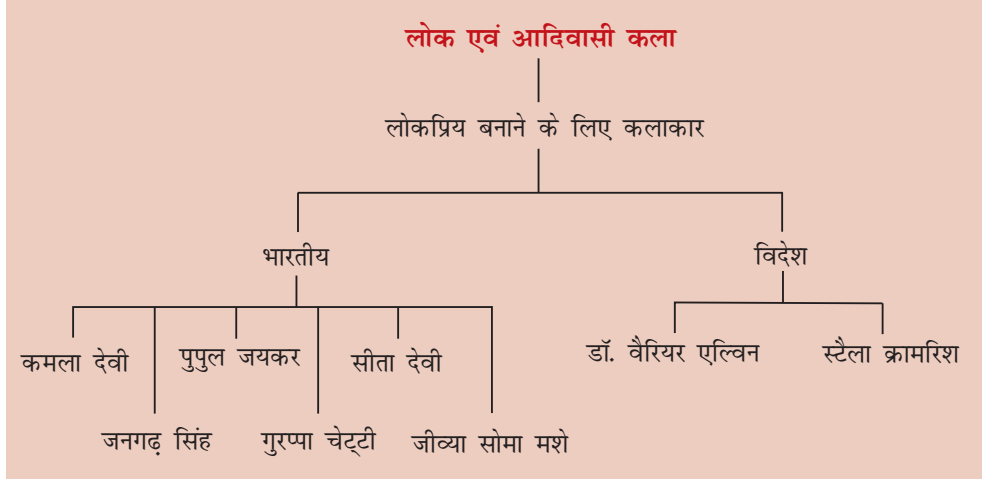 लोक एवं आदिवासी कला
लोकप्रिय बनाने के लिए कलाकार
भारतीय
विदेश
कमला देवी
पुपुल जयकर
सीता देवी
डॉ. वैरियर एल्विन
स्टैला क्रामरिश
जनगढ़ सिंह
गुरप्पा चेट्टी
जीव्या सोमा मशे